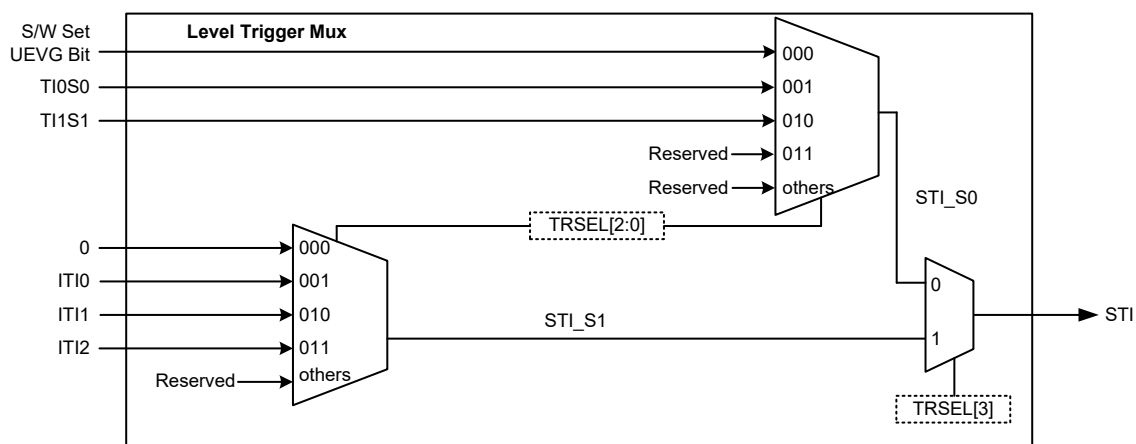 S/W Set
UEVG Bit
Level Trigger Mux
000
TI0S0
001
TI1S1
010
Reserved
011
Reserved
others
STI_S0
TRSEL[2:0]
0
000
ITI0
001
0
ITI1
010
STI_S1
STI
ITI2
011
1
Reserved
others
TRSEL[3]